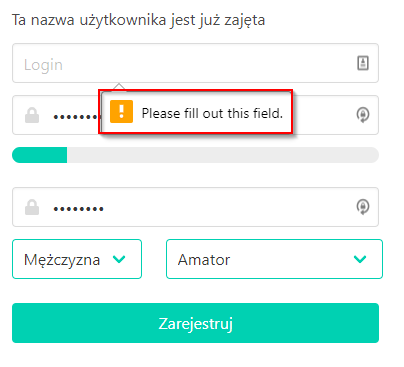 Ta nazwa użytkownika jest już zajęta
Login
Please fill out this field.
Mężczyzna
Amator
Zarejestruj